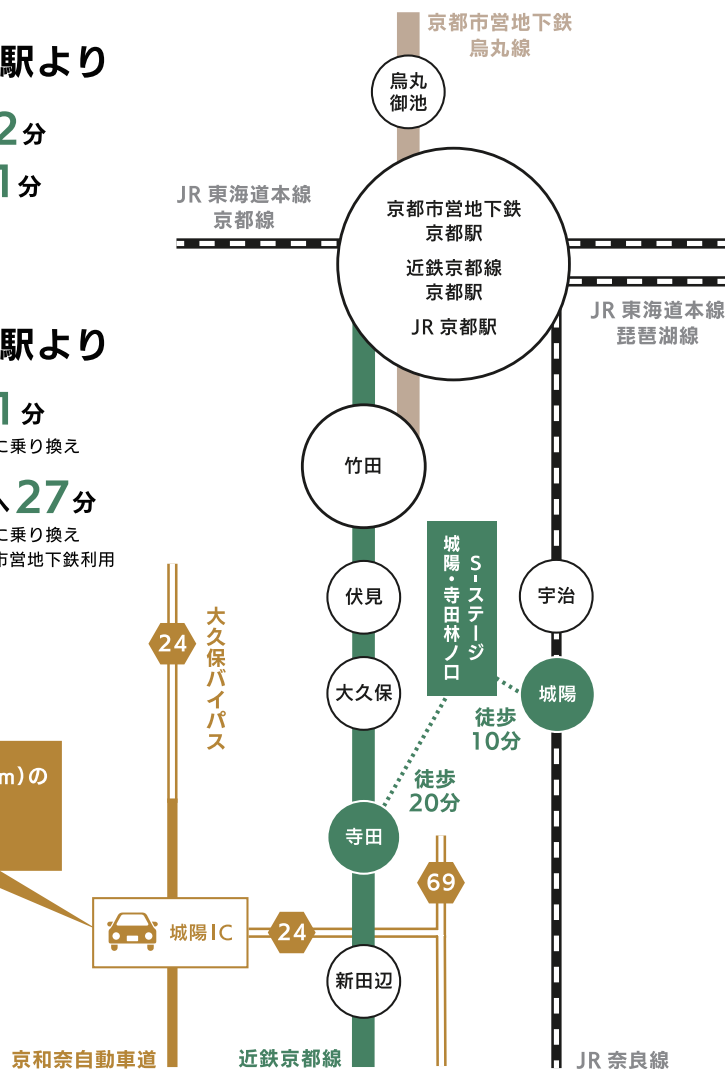 駅より
2分
1分
駅より
1分
に乗り換え
へ27分
に乗り換え
市営地下鉄利用
京都市営地下鉄
烏丸線
烏丸
御池
JR 東海道本線
京都線
京都市営地下鉄
京都駅
近鉄京都線
京都駅
JR 京都駅
JR 東海道本線
琵琶湖線
竹田
S-ステージ
城陽・寺田林ノ口
伏見
宇治
24
大久保バイパス
大久保
城陽
徒歩
10分
徒歩
20分
m)の
寺田
69
城陽IC
24
新田辺
京和奈自動車道
近鉄京都線
JR 奈良線